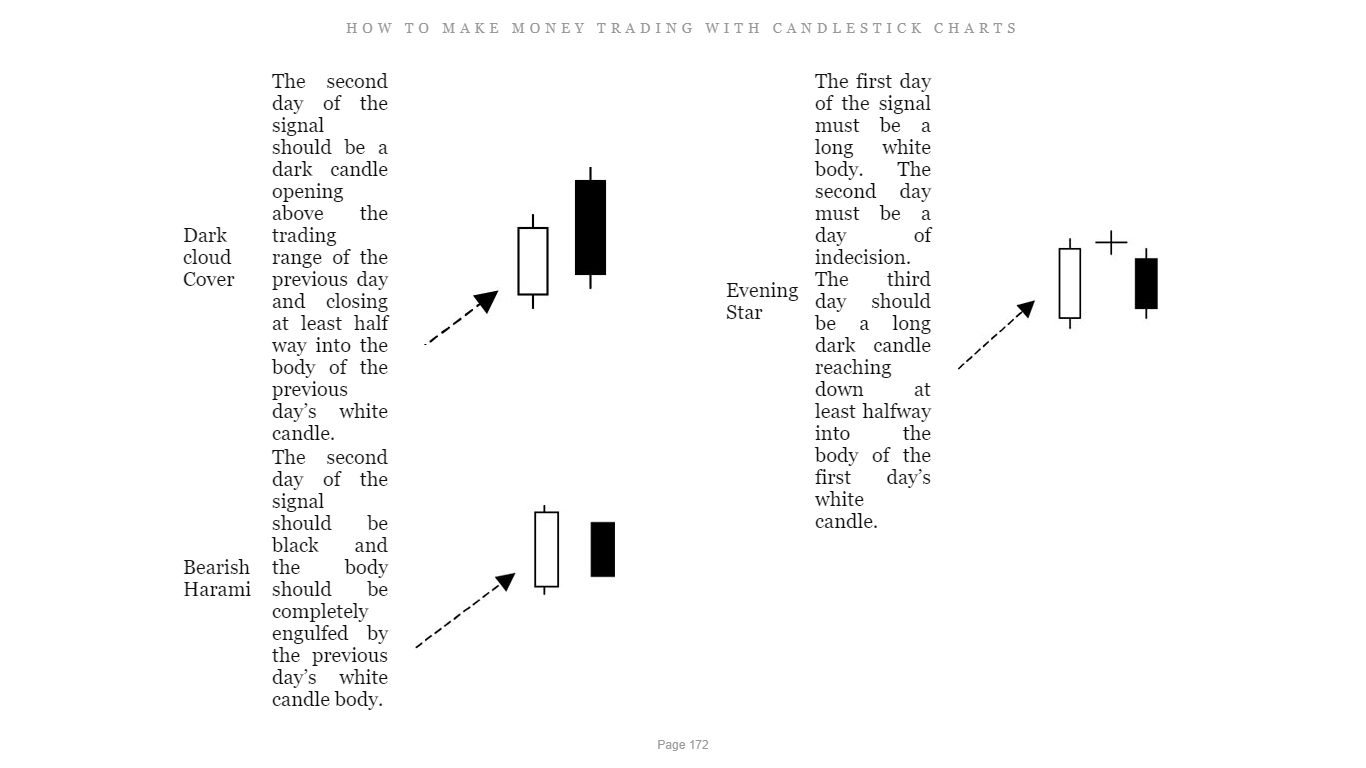 HOW TO MAKE MONEY TRADING WITH CANDLESTICK CHARTS
Dark
cloud
Cover
The second
day of the
signal
should be a
dark candle
opening
above the
trading
range of the
previous day
and closing
at least half
way into the
body of the
previous
day’s white
candle.
Bearish
Harami
The second
day of the
signal
should be
black and
the body
should be
completely
engulfed by
the previous
day’s white
candle body.
Evening
Star
The first day
of the signal
must be a
long white
body. The
second day
must be a
day of
indecision.
The third
day should
be a long
dark candle
reaching
down at
least halfway
into the
body of the
first day’s
white
candle.
Page 172